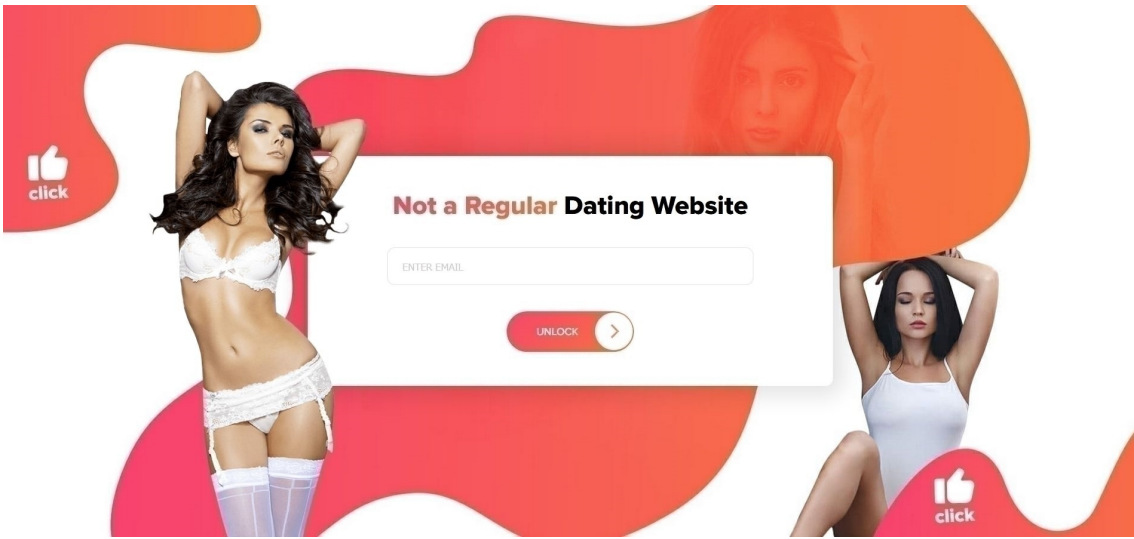 click
Not a Regular Dating Website
ENTER EMAIL
UNLOCK
click